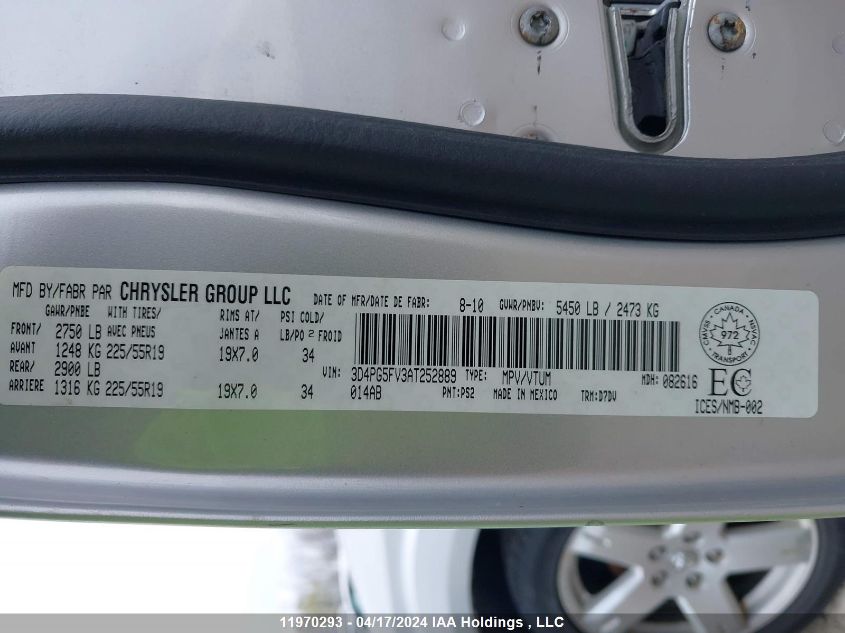 MFD BY/FABR PAR CHRYSLER GROUP LLC DATE OF MFR/DATE DE FABR: 8-10 GVWR/PNBV: 5450 LB / 2473 KG
GAWR/PNBE WITH TIRES/ RIMS AT/ PSI COLD/
FRONT/ 2750 LB AVEC PNEUS JANTES A LB/PO² FROID
AVANT 1248 KG 225/55R19 19X7.0 34
REAR/ 2900 LB VIN: 3D4PG5FV3AT252889 TYPE: MPV/VTUM MDH: 082616
ARRIERE 1316 KG 225/55R19 19X7.0 34 014AB PNT: PS2 MADE IN MEXICO TRM: D7DV
CANADA
CMVSS NSVAC
972
TRANSPORT
EC
ICES/NMB-002
11970293 - 04/17/2024 IAA Holdings , LLC